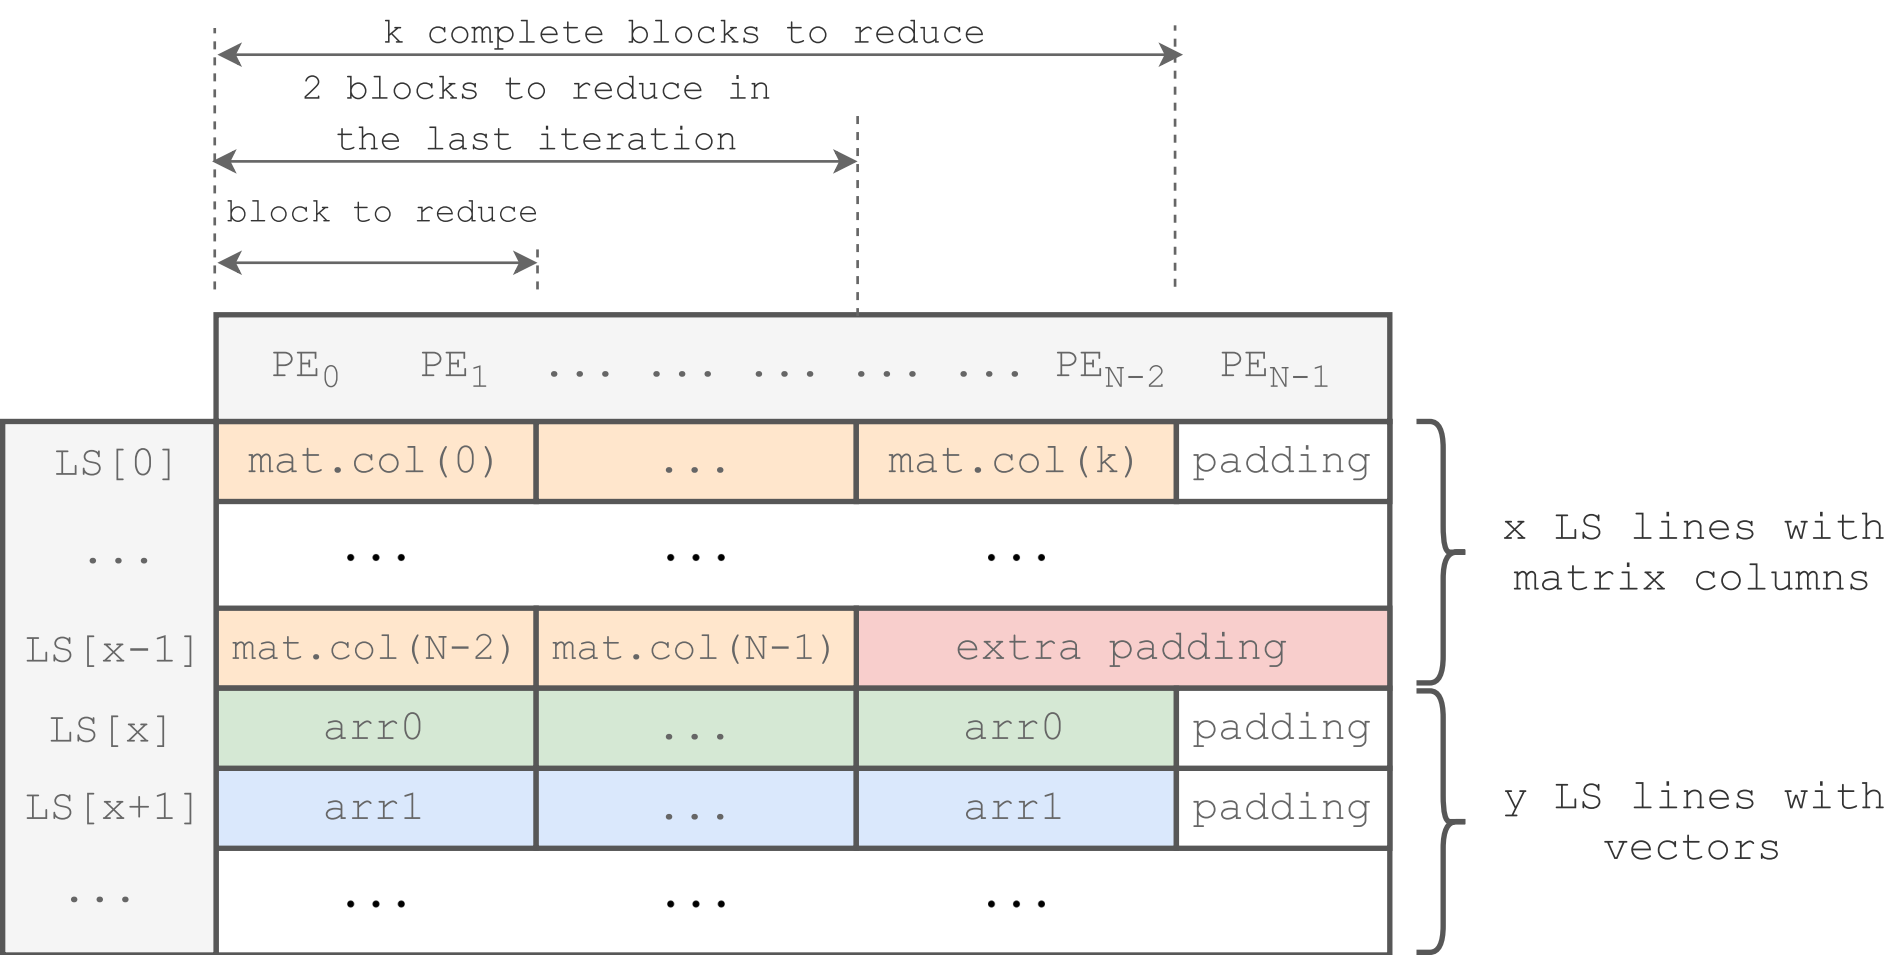 k complete blocks to reduce
2 blocks to reduce in
the last iteration
block to reduce
PE0 PE1 ... ... ... ... ... PEN-2 PEN-1
LS[0] mat.col(0) ... mat.col(k) padding
... ... ... ...
LS[x-1] mat.col(N-2) mat.col(N-1) extra padding
x LS lines with
matrix columns
LS[x] arr0 ... arr0 padding
LS[x+1] arr1 ... arr1 padding
... ... ... ...
y LS lines with
vectors